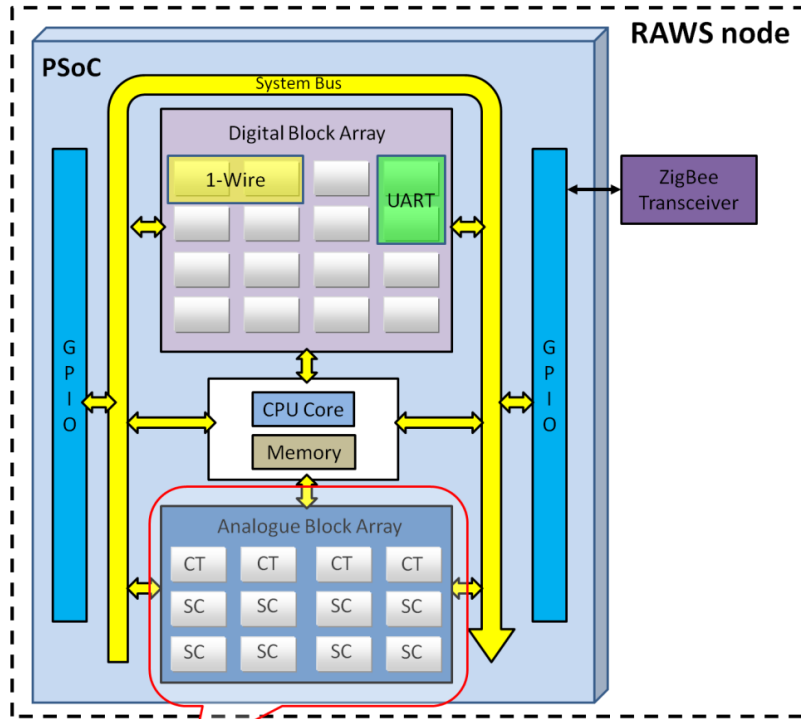 RAWS node
PSoC
System Bus
Digital Block Array
1-Wire
UART
ZigBee
Transceiver
G
P
I
O
G
P
I
O
CPU Core
Memory
Analogue Block Array
CT CT CT CT
SC SC SC SC
SC SC SC SC